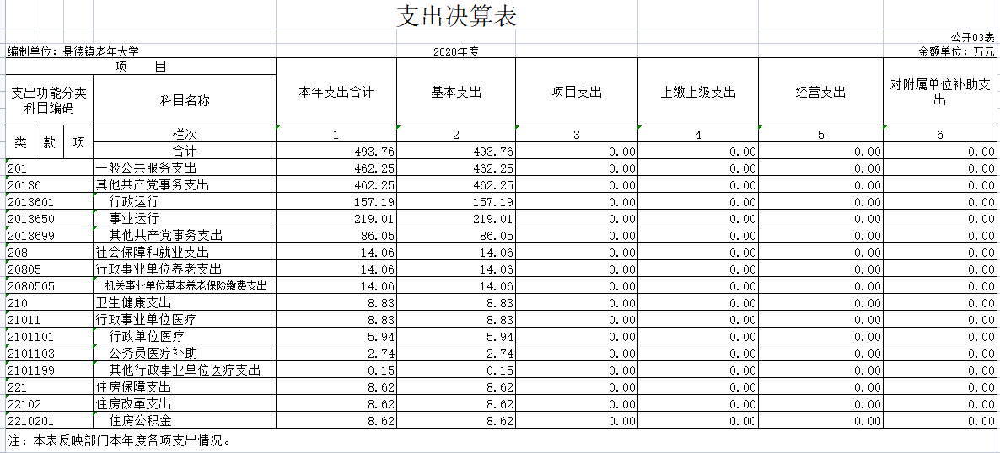 支出决算表
公开03表
编制单位：景德镇老年大学 2020年度 金额单位：万元
项 目 本年支出合计 基本支出 项目支出 上缴上级支出 经营支出 对附属单位补助支出
支出功能分类科目编码 科目名称
类 款 项 栏次 1 2 3 4 5 6
合计 493.76 493.76 0.00 0.00 0.00 0.00
201 一般公共服务支出 462.25 462.25 0.00 0.00 0.00 0.00
20136 其他共产党事务支出 462.25 462.25 0.00 0.00 0.00 0.00
2013601 行政运行 157.19 157.19 0.00 0.00 0.00 0.00
2013650 事业运行 219.01 219.01 0.00 0.00 0.00 0.00
2013699 其他共产党事务支出 86.05 86.05 0.00 0.00 0.00 0.00
208 社会保障和就业支出 14.06 14.06 0.00 0.00 0.00 0.00
20805 行政事业单位养老支出 14.06 14.06 0.00 0.00 0.00 0.00
2080505 机关事业单位基本养老保险缴费支出 14.06 14.06 0.00 0.00 0.00 0.00
210 卫生健康支出 8.83 8.83 0.00 0.00 0.00 0.00
21011 行政事业单位医疗 8.83 8.83 0.00 0.00 0.00 0.00
2101101 行政单位医疗 5.94 5.94 0.00 0.00 0.00 0.00
2101103 公务员医疗补助 2.74 2.74 0.00 0.00 0.00 0.00
2101199 其他行政事业单位医疗支出 0.15 0.15 0.00 0.00 0.00 0.00
221 住房保障支出 8.62 8.62 0.00 0.00 0.00 0.00
22102 住房改革支出 8.62 8.62 0.00 0.00 0.00 0.00
2210201 住房公积金 8.62 8.62 0.00 0.00 0.00 0.00
注：本表反映部门本年度各项支出情况。